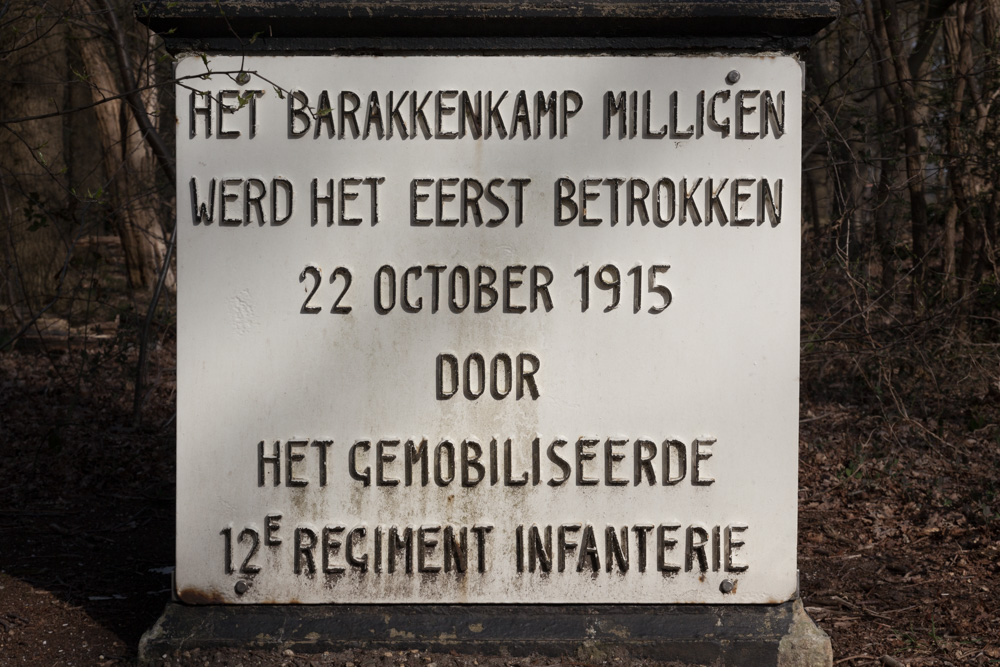 HET BARAKKENKAMP MILLIGEN
WERD HET EERST BETROKKEN
22 OCTOBER 1915
DOOR
HET GEMOBILISEERDE
12E REGIMENT INFANTERIE